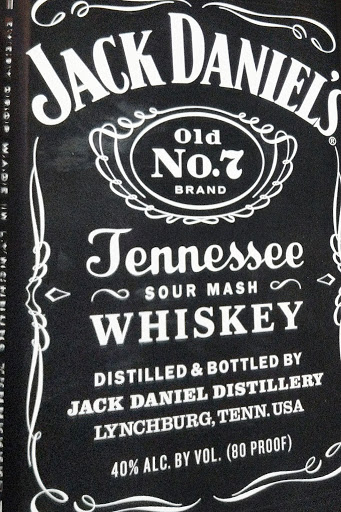 JACK DANIEL'S®
Old
No.7
BRAND
Tennessee
SOUR MASH
WHISKEY
DISTILLED & BOTTLED BY
JACK DANIEL DISTILLERY
LYNCHBURG, TENN. USA
40% ALC. BY VOL. (80 PROOF)